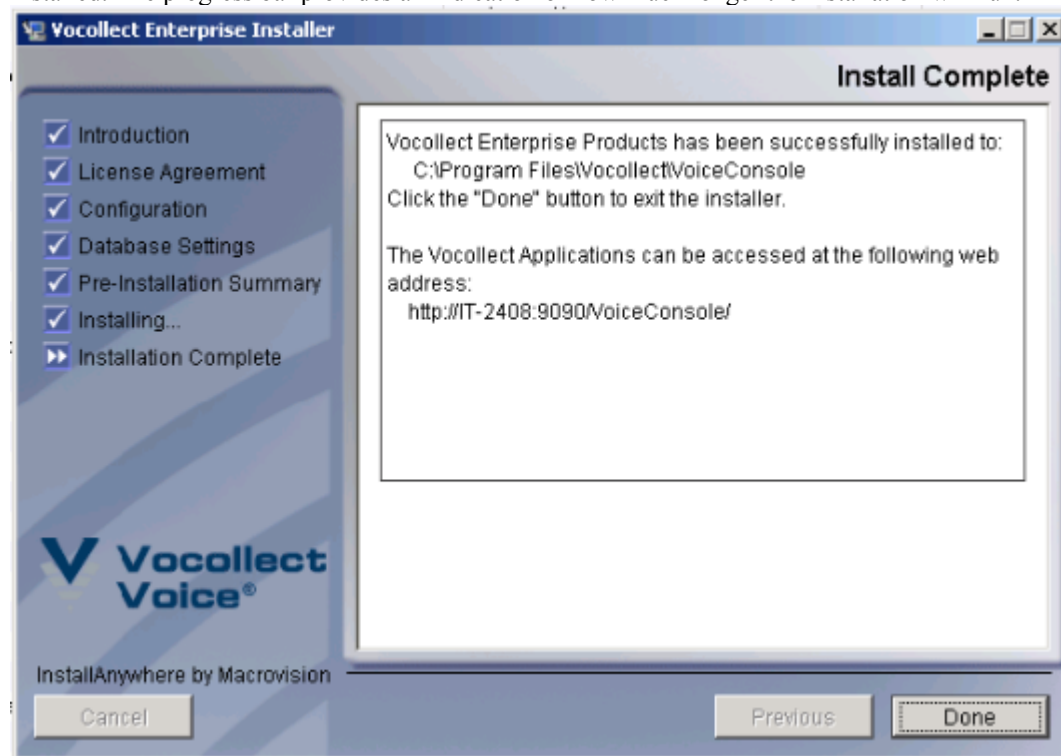 Vocollect Enterprise Installer
Install Complete
Introduction
License Agreement
Configuration
Database Settings
Pre-Installation Summary
Installing...
Installation Complete
Vocollect Enterprise Products has been successfully installed to:
C:\Program Files\Vocollect\VoiceConsole
Click the "Done" button to exit the installer.
The Vocollect Applications can be accessed at the following web
address:
http://IT-2408:9090/VoiceConsole/
Vocollect
Voice®
InstallAnywhere by Macrovision
Cancel
Previous
Done